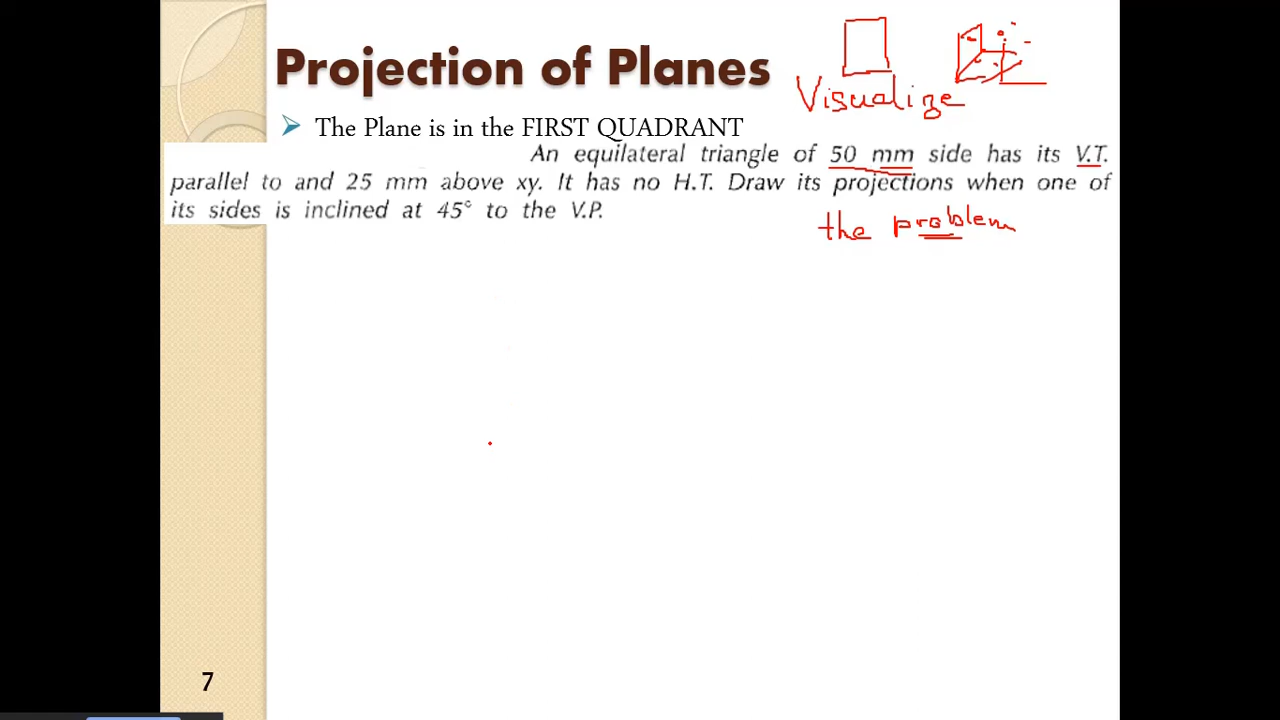 Projection of Planes
Visualize
➢ The Plane is in the FIRST QUADRANT
An equilateral triangle of 50 mm side has its V.T.
parallel to and 25 mm above xy. It has no H.T. Draw its projections when one of
its sides is inclined at 45° to the V.P.
the problem
7